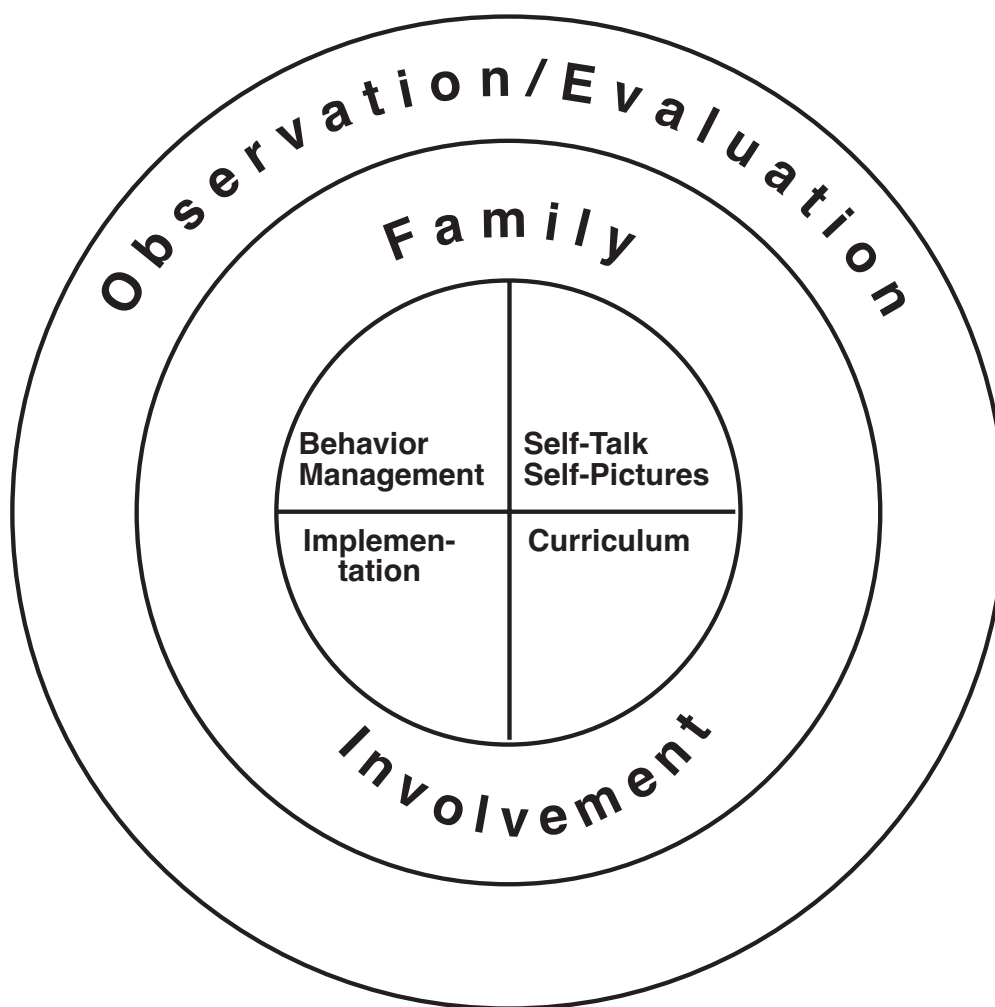 Observation/Evaluation
Family
Behavior
Management
Self-Talk
Self-Pictures
Implemen-
tation
Curriculum
Involvement